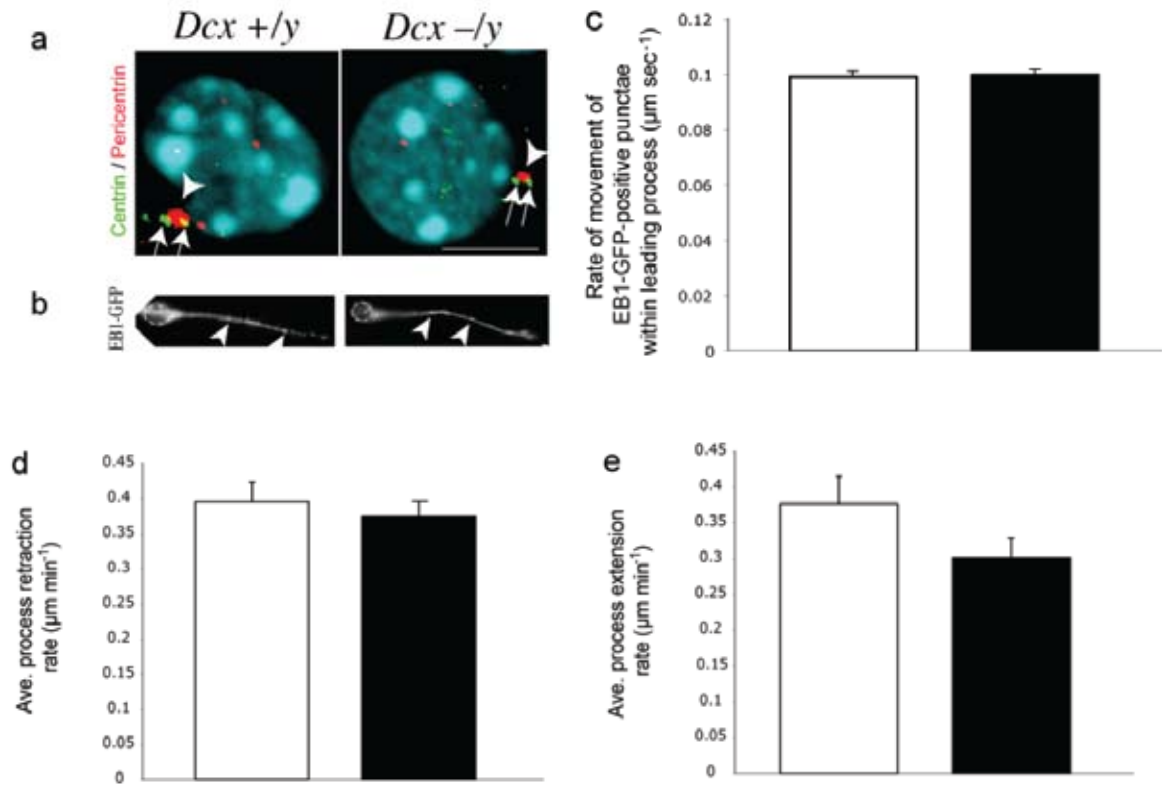 a
Dcx +/y
Dcx –/y
Centrin / Pericentrin
b
EB1-GFP
c
Rate of movement of
EB1-GFP-positive punctae
within leading process (µm sec⁻¹)
0.12
0.1
0.08
0.06
0.04
0.02
0
d
Ave. process retraction
rate (µm min⁻¹)
0.45
0.4
0.35
0.3
0.25
0.2
0.15
0.1
0.05
0
e
Ave. process extension
rate (µm min⁻¹)
0.45
0.4
0.35
0.3
0.25
0.2
0.15
0.1
0.05
0